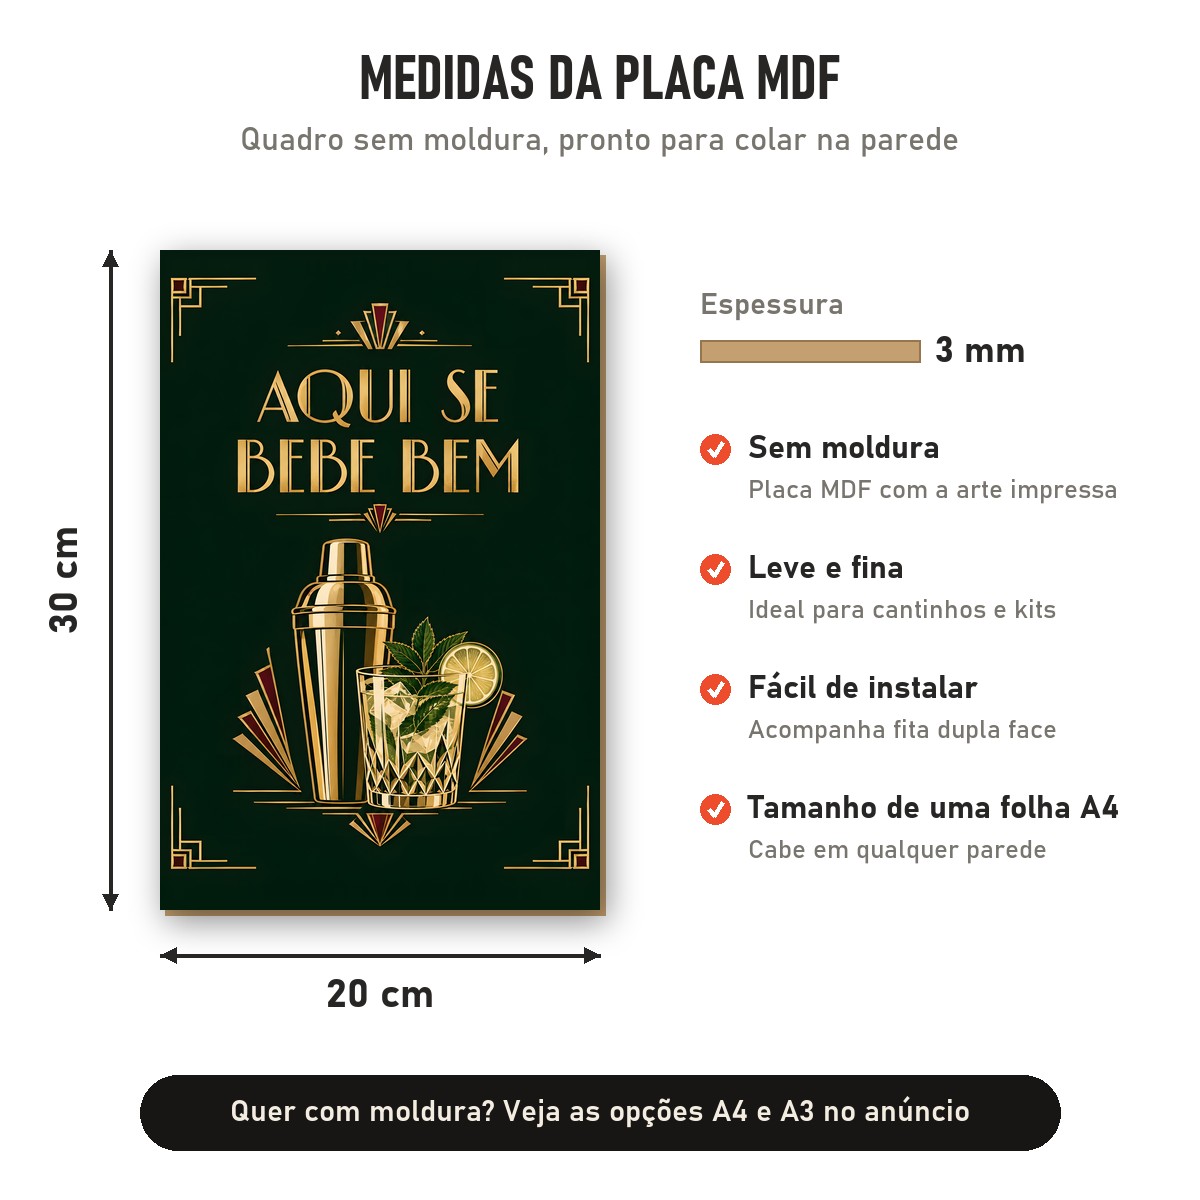 MEDIDAS DA PLACA MDF
Quadro sem moldura, pronto para colar na parede
AQUI SE
BEBE BEM
30 cm
20 cm
Espessura
3 mm
Sem moldura
Placa MDF com a arte impressa
Leve e fina
Ideal para cantinhos e kits
Fácil de instalar
Acompanha fita dupla face
Tamanho de uma folha A4
Cabe em qualquer parede
Quer com moldura? Veja as opções A4 e A3 no anúncio